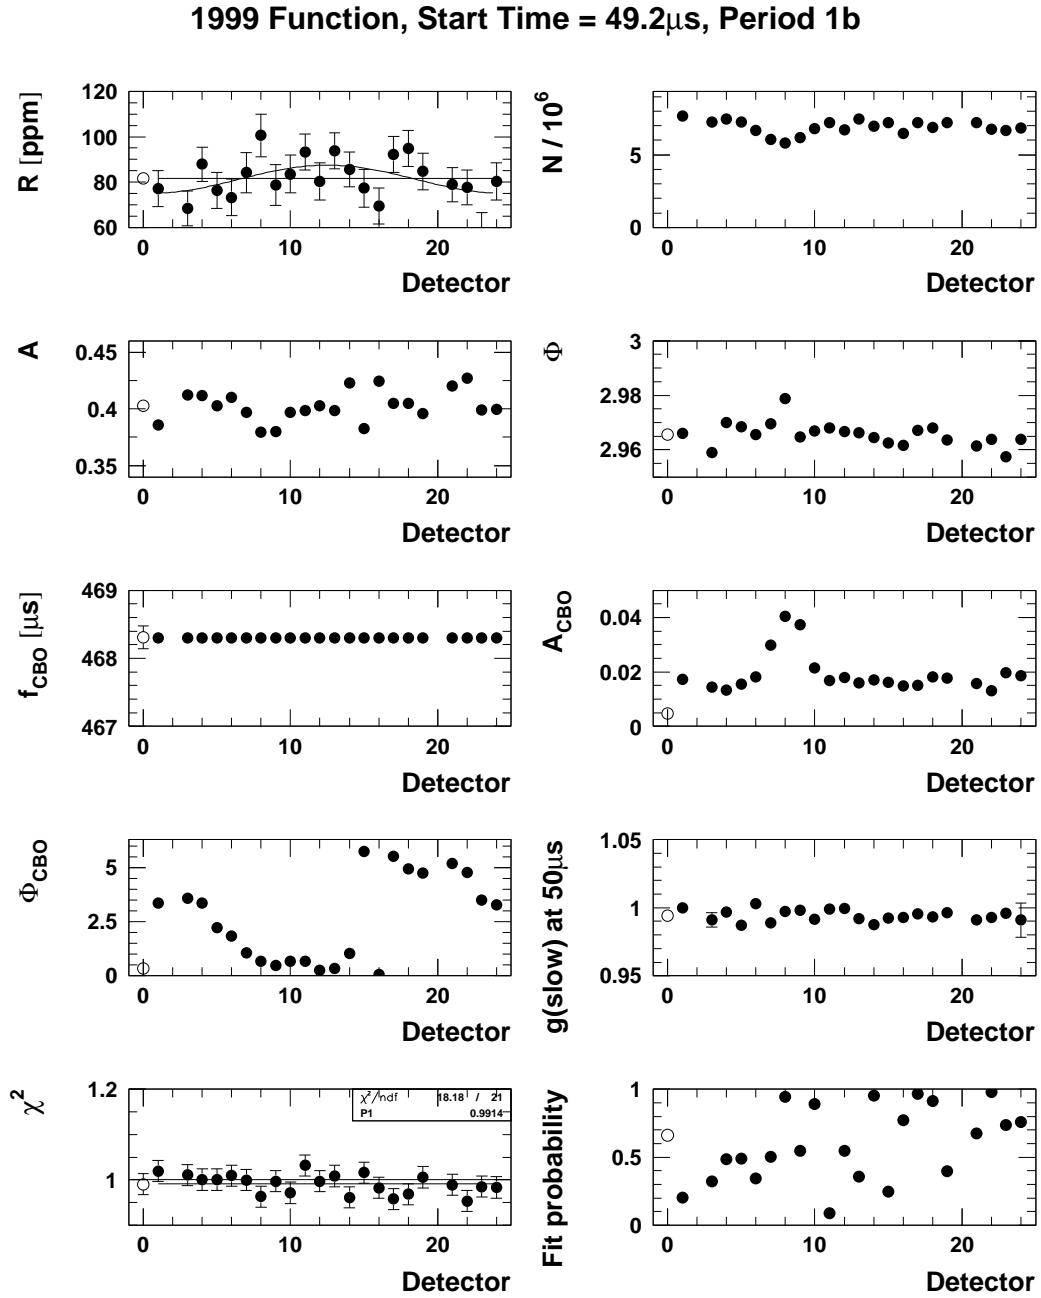 1999 Function, Start Time = 49.2μs, Period 1b
R [ppm]
120
100
80
60
0
10
20
Detector
N / 10^6
5
0
0
10
20
Detector
A
0.45
0.4
0.35
0
10
20
Detector
Φ
3
2.98
2.96
0
10
20
Detector
f_CBO [μs]
469
468
467
0
10
20
Detector
A_CBO
0.04
0.02
0
0
10
20
Detector
Φ_CBO
5
2.5
0
0
10
20
Detector
g(slow) at 50μs
1.05
1
0.95
0
10
20
Detector
χ²
1.2
1
χ²/ndf 18.18 / 21
P1 0.9914
0
10
20
Detector
Fit probability
1
0.5
0
0
10
20
Detector